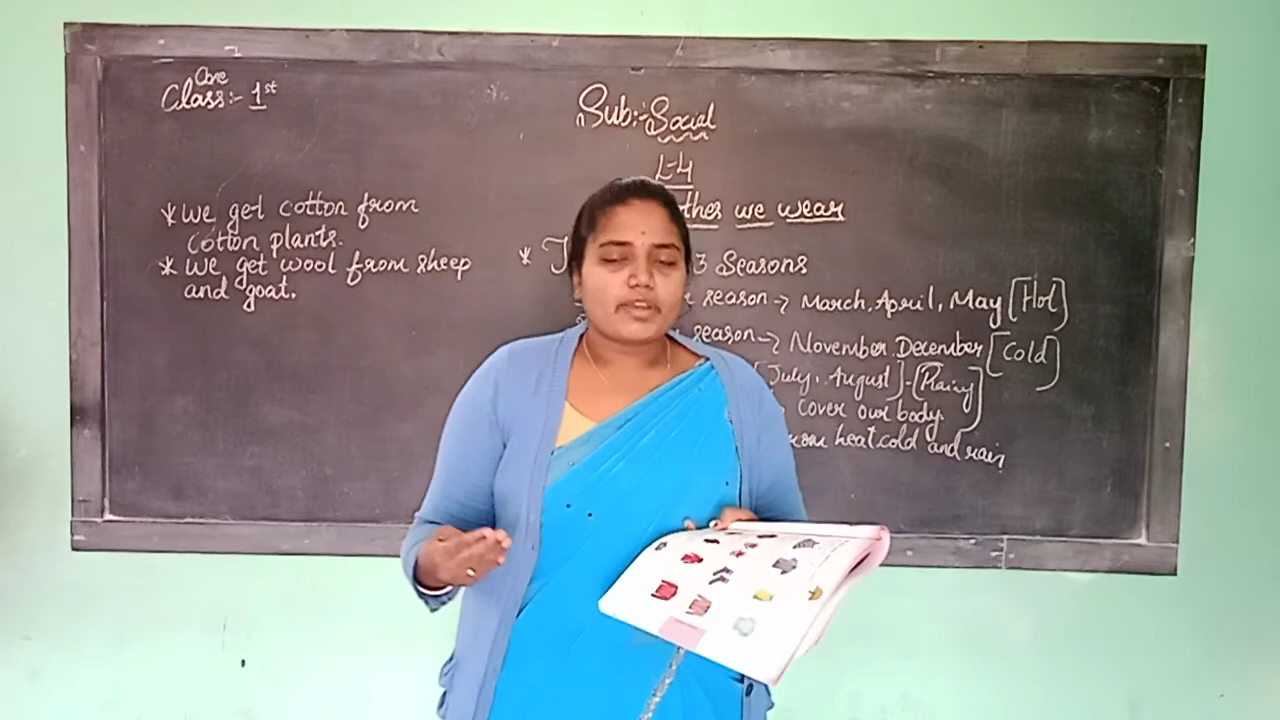 Core
Class:- 1st
Sub:- Social
L-4
thes we wear
* We get cotton from
cotton plants.
* We get wool from sheep
and goat.
* T 3 Seasons
season → March, April, May [Hot]
season → November, December [Cold]
[July, August] - [Rainy]
cover our body.
from heat, cold and rain